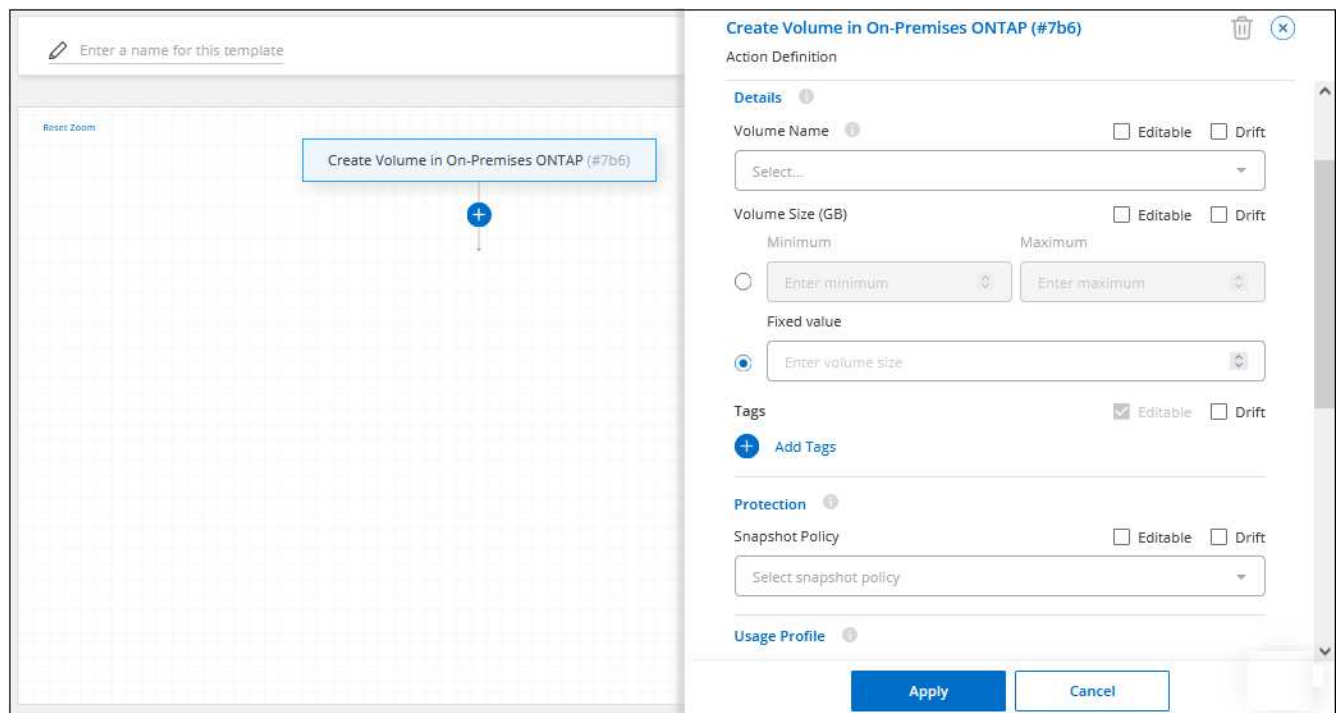 Enter a name for this template
Reset Zoom
Create Volume in On-Premises ONTAP (#7b6)
Create Volume in On-Premises ONTAP (#7b6)
Action Definition
Details
Volume Name Editable Drift
Select...
Volume Size (GB) Editable Drift
Minimum Maximum
Enter minimum Enter maximum
Fixed value
Enter volume size
Tags Editable Drift
Add Tags
Protection
Snapshot Policy Editable Drift
Select snapshot policy
Usage Profile
Apply Cancel